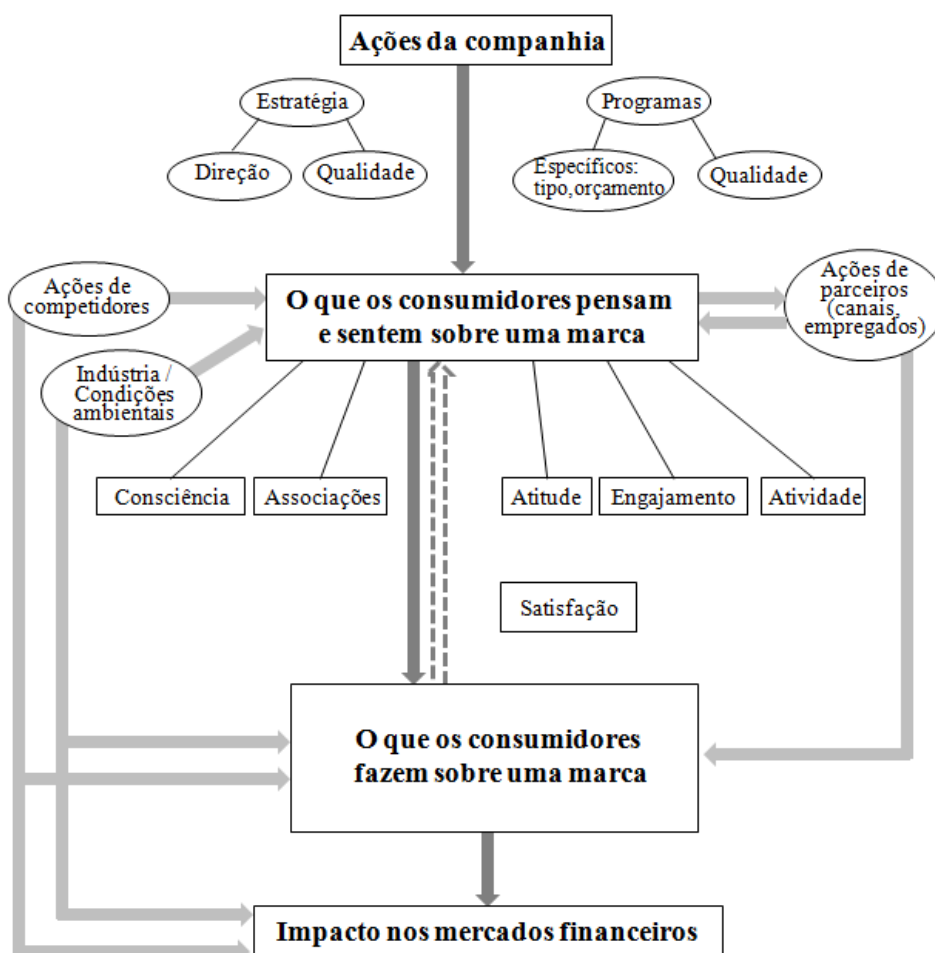 Ações da companhia
Estratégia
Programas
Direção
Qualidade
Específicos:
tipo,orçamento
Qualidade
Ações de
competidores
O que os consumidores pensam
e sentem sobre uma marca
Ações de
parceiros
(canais,
empregados)
Indústria /
Condições
ambientais
Consciência
Associações
Atitude
Engajamento
Atividade
Satisfação
O que os consumidores
fazem sobre uma marca
Impacto nos mercados financeiros